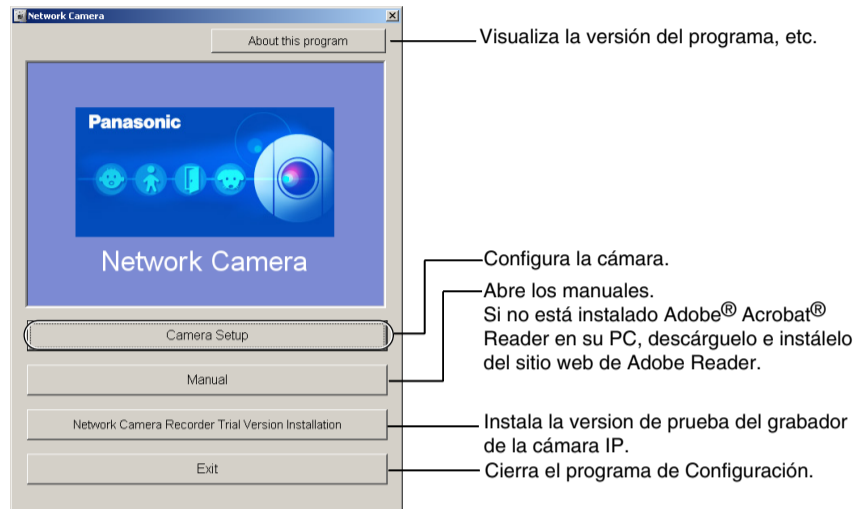 Network Camera
About this program
Visualiza la versión del programa, etc.
Panasonic
Network Camera
Configura la cámara.
Abre los manuales.
Si no está instalado Adobe® Acrobat®
Reader en su PC, descárguelo e instálelo
del sitio web de Adobe Reader.
Camera Setup
Manual
Network Camera Recorder Trial Version Installation
Instala la version de prueba del grabador
de la cámara IP.
Exit
Cierra el programa de Configuración.